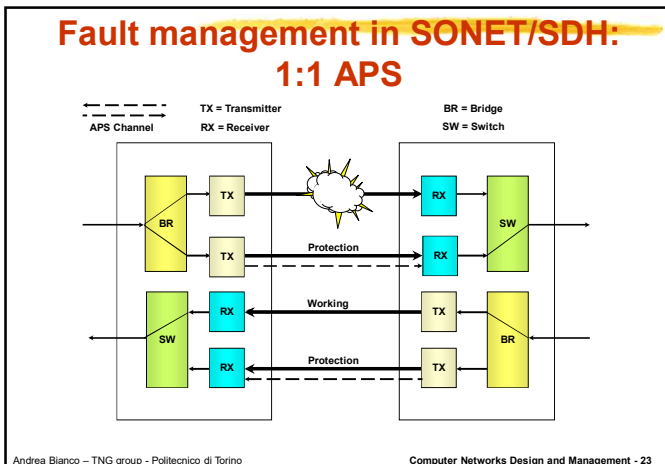 Fault management in SONET/SDH:
1:1 APS
TX = Transmitter
BR = Bridge
APS Channel
RX = Receiver
SW = Switch
TX
RX
BR
SW
Protection
TX
RX
Working
RX
TX
SW
BR
Protection
RX
TX
Andrea Bianco – TNG group - Politecnico di Torino
Computer Networks Design and Management - 23